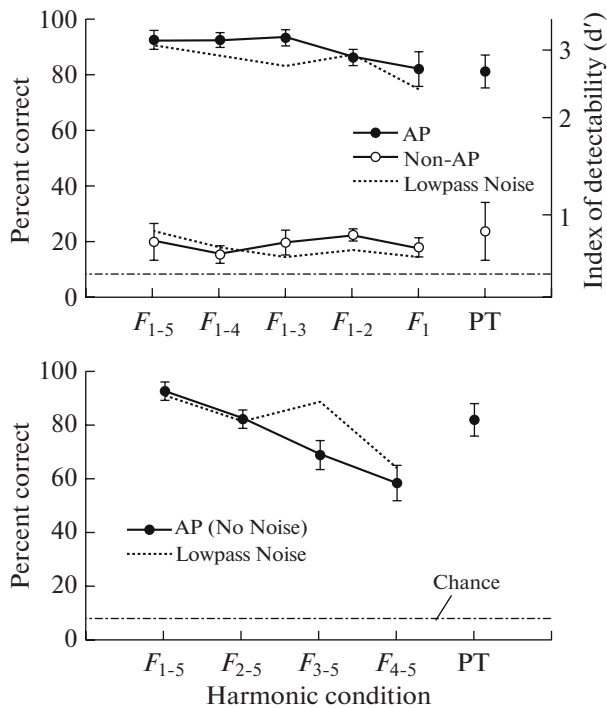 100
80
60
40
20
0
Percent correct
3
2
1
Index of detectability (d′)
AP
Non-AP
Lowpass Noise
F1-5 F1-4 F1-3 F1-2 F1 PT
100
80
60
40
20
0
Percent correct
AP (No Noise)
Lowpass Noise
Chance
F1-5 F2-5 F3-5 F4-5 PT
Harmonic condition